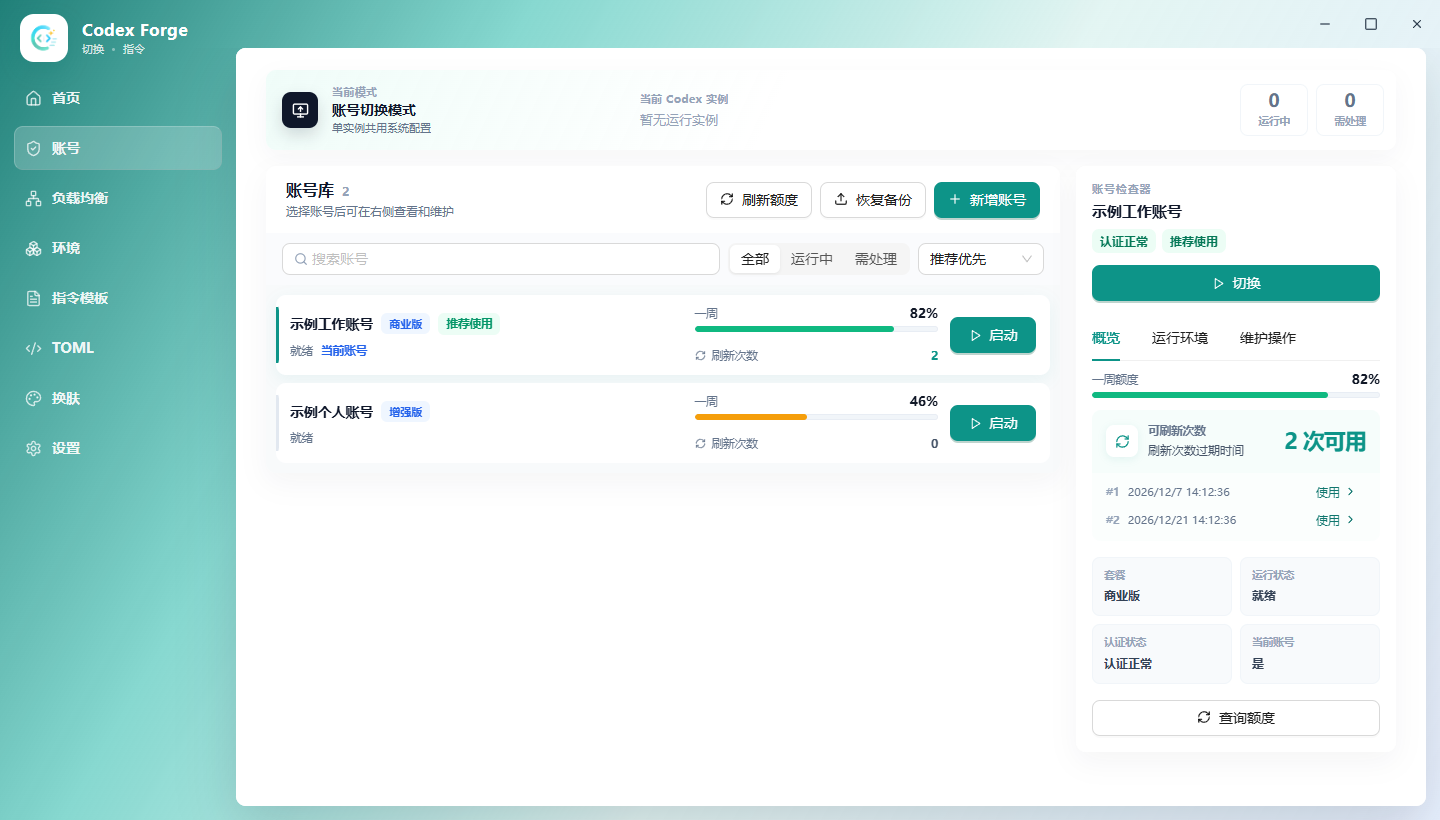 Codex Forge
切换 • 指令
首页
账号
负载均衡
环境
指令模板
TOML
换肤
设置
当前模式
账号切换模式
单实例共用系统配置
当前 Codex 实例
暂无运行实例
0
运行中
0
需处理
账号库 2
选择账号后可在右侧查看和维护
刷新额度
恢复备份
新增账号
搜索账号
全部
运行中
需处理
推荐优先
示例工作账号 商业版 推荐使用
就绪 当前账号
一周 82%
刷新次数 2
启动
示例个人账号 增强版
就绪
一周 46%
刷新次数 0
启动
账号检查器
示例工作账号
认证正常 推荐使用
切换
概览 运行环境 维护操作
一周额度 82%
可刷新次数
刷新次数过期时间
2 次可用
#1 2026/12/7 14:12:36 使用
#2 2026/12/21 14:12:36 使用
套餐
商业版
运行状态
就绪
认证状态
认证正常
当前账号
是
查询额度